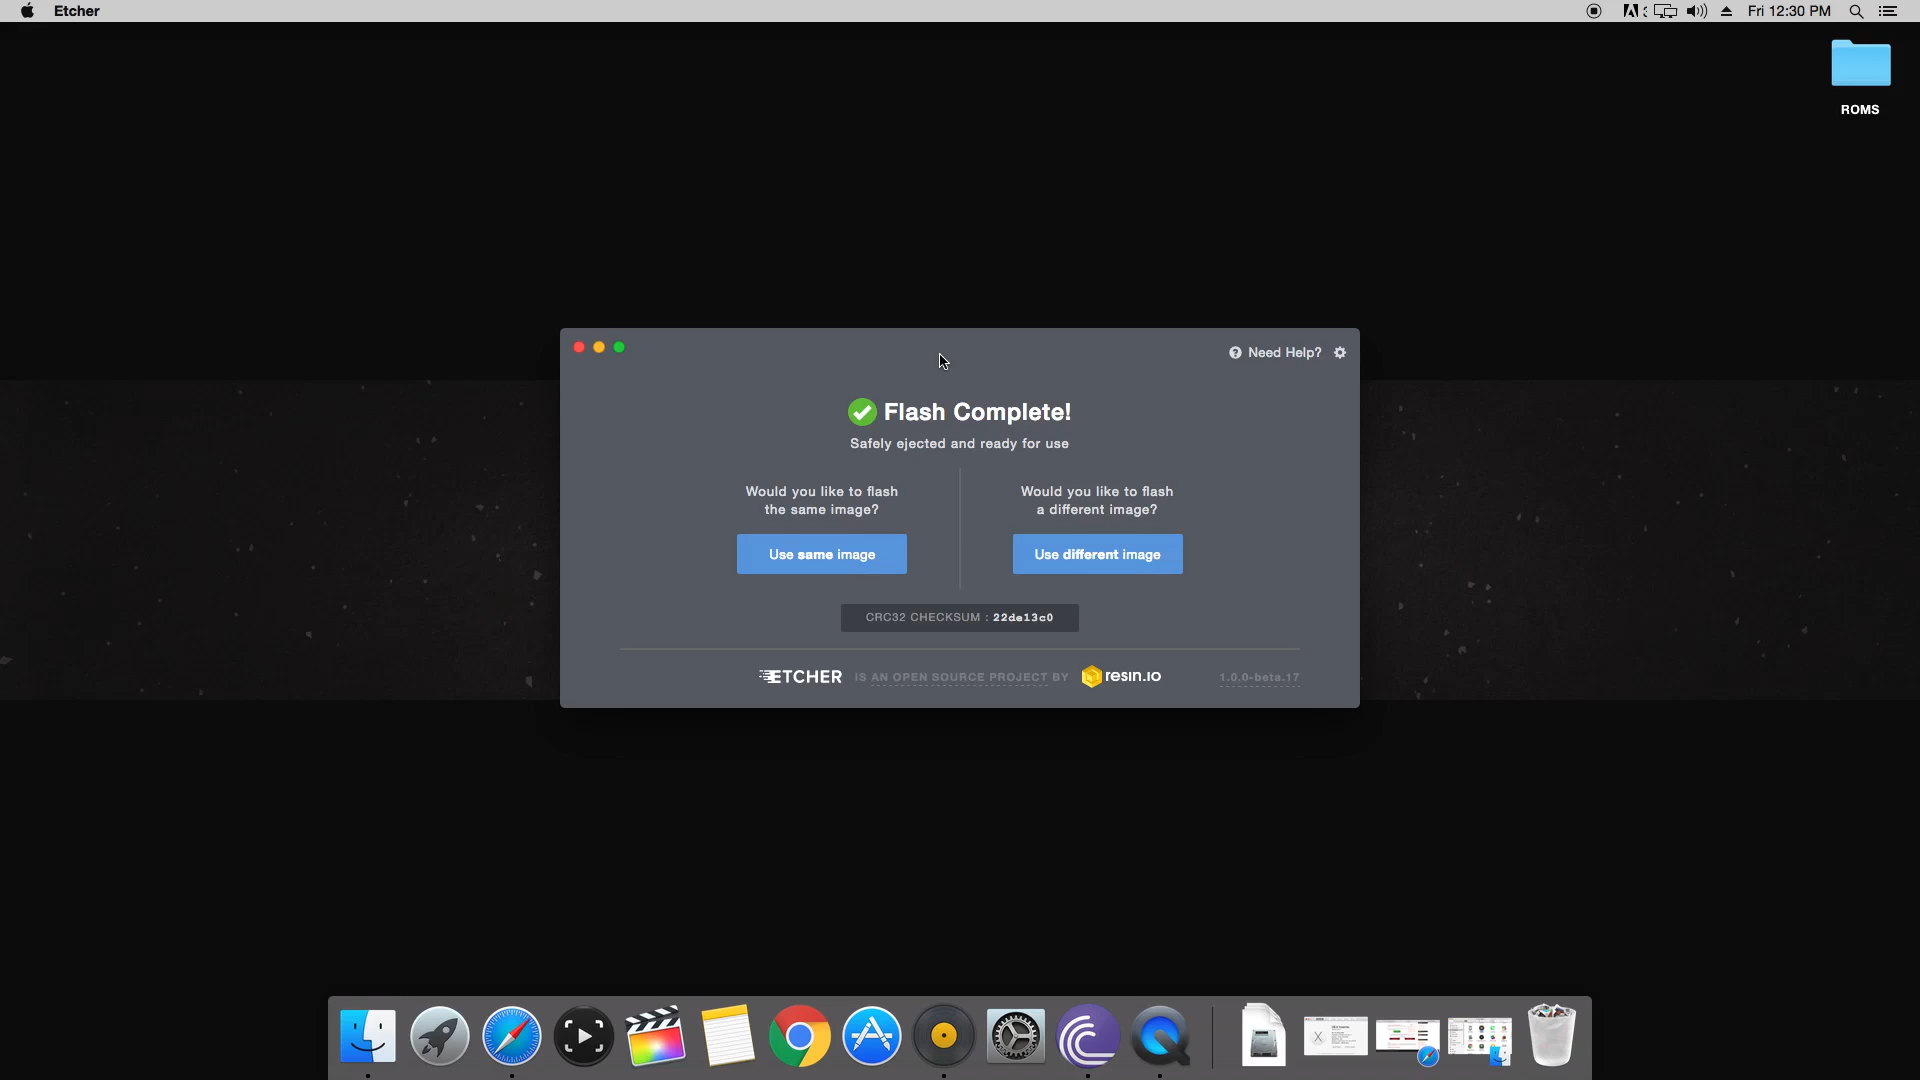 Etcher
Fri 12:30 PM
ROMS
Need Help?
Flash Complete!
Safely ejected and ready for use
Would you like to flash
the same image?
Use same image
Would you like to flash
a different image?
Use different image
CRC32 CHECKSUM : 22de13c0
ETCHER IS AN OPEN SOURCE PROJECT BY resin.io 1.0.0-beta.17